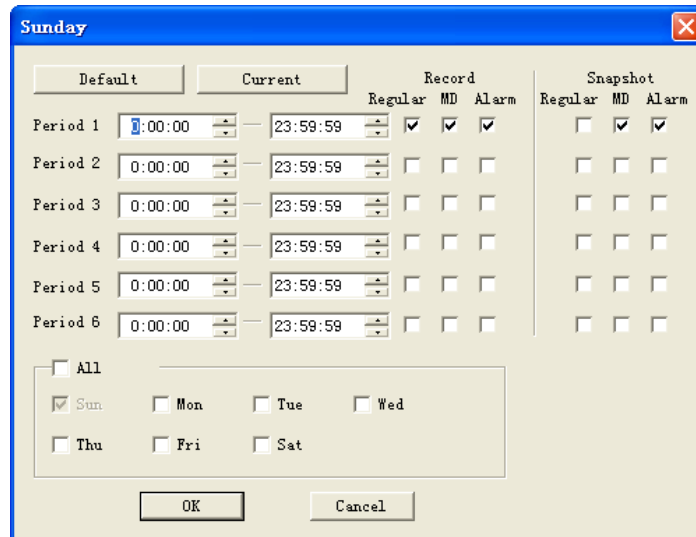 Sunday
Default Current Record Snapshot
Regular MD Alarm Regular MD Alarm
Period 1 0:00:00 — 23:59:59
Period 2 0:00:00 — 23:59:59
Period 3 0:00:00 — 23:59:59
Period 4 0:00:00 — 23:59:59
Period 5 0:00:00 — 23:59:59
Period 6 0:00:00 — 23:59:59
All
Sun Mon Tue Wed
Thu Fri Sat
OK Cancel